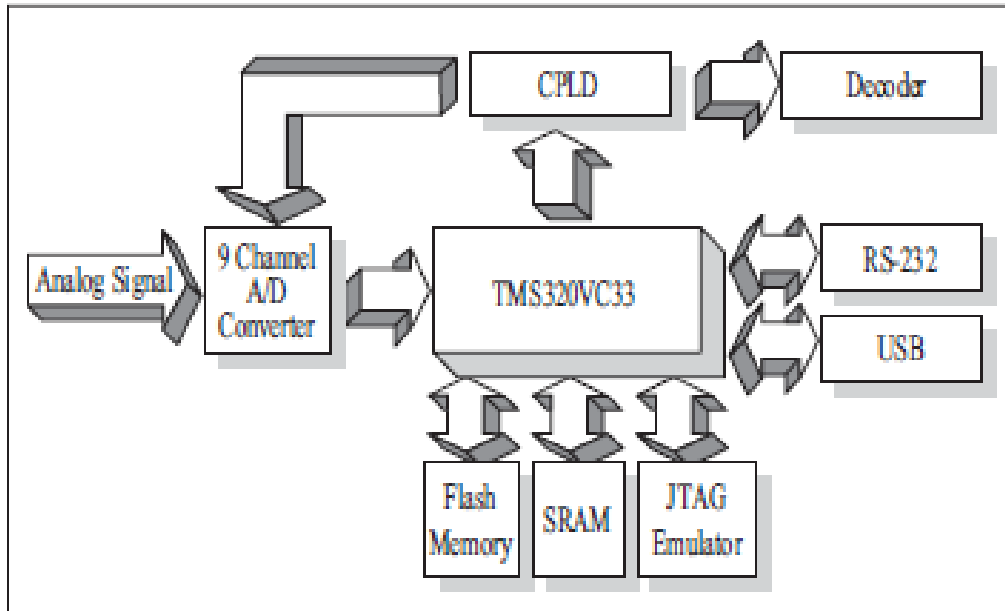 CPLD
Decoder
Analog Signal
9 Channel
A/D
Converter
TMS320VC33
RS-232
USB
Flash
Memory
SRAM
JTAG
Emulator